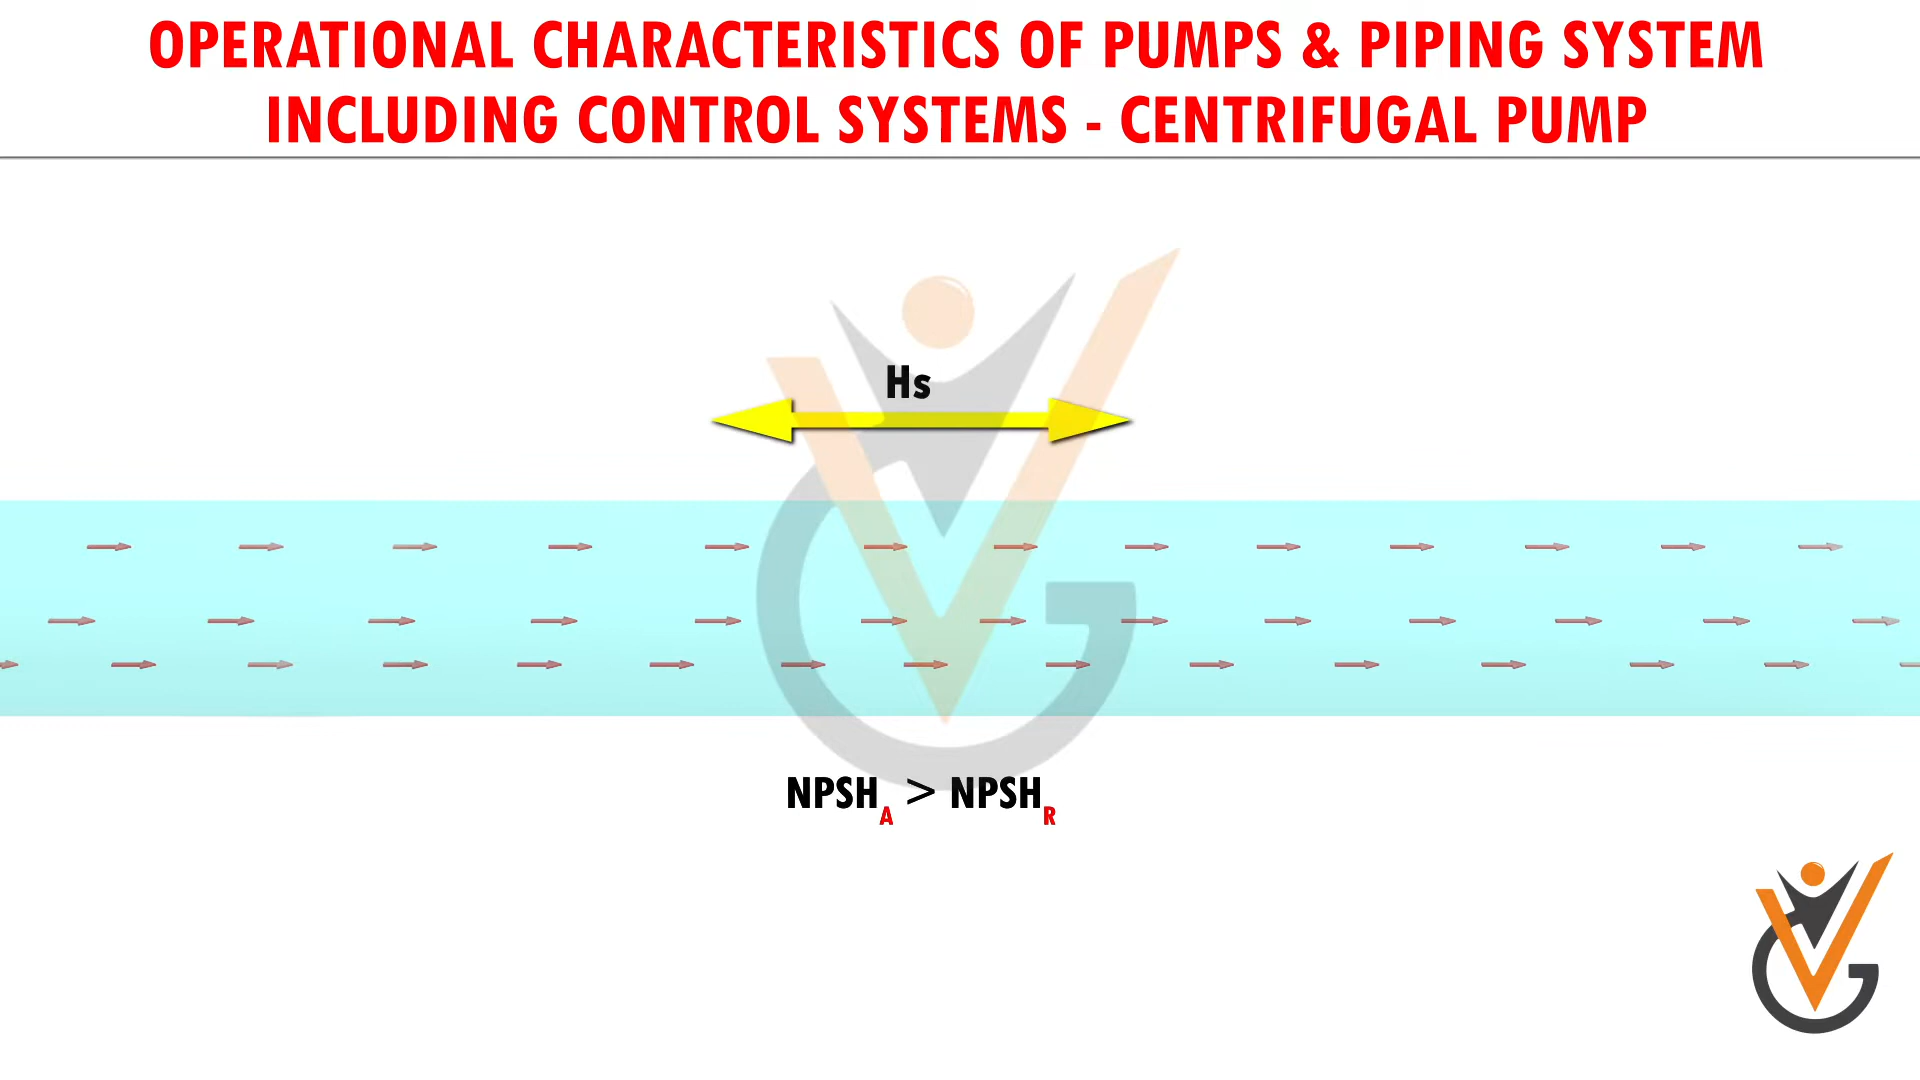 OPERATIONAL CHARACTERISTICS OF PUMPS & PIPING SYSTEM
INCLUDING CONTROL SYSTEMS - CENTRIFUGAL PUMP
Hs
NPSHA > NPSHR